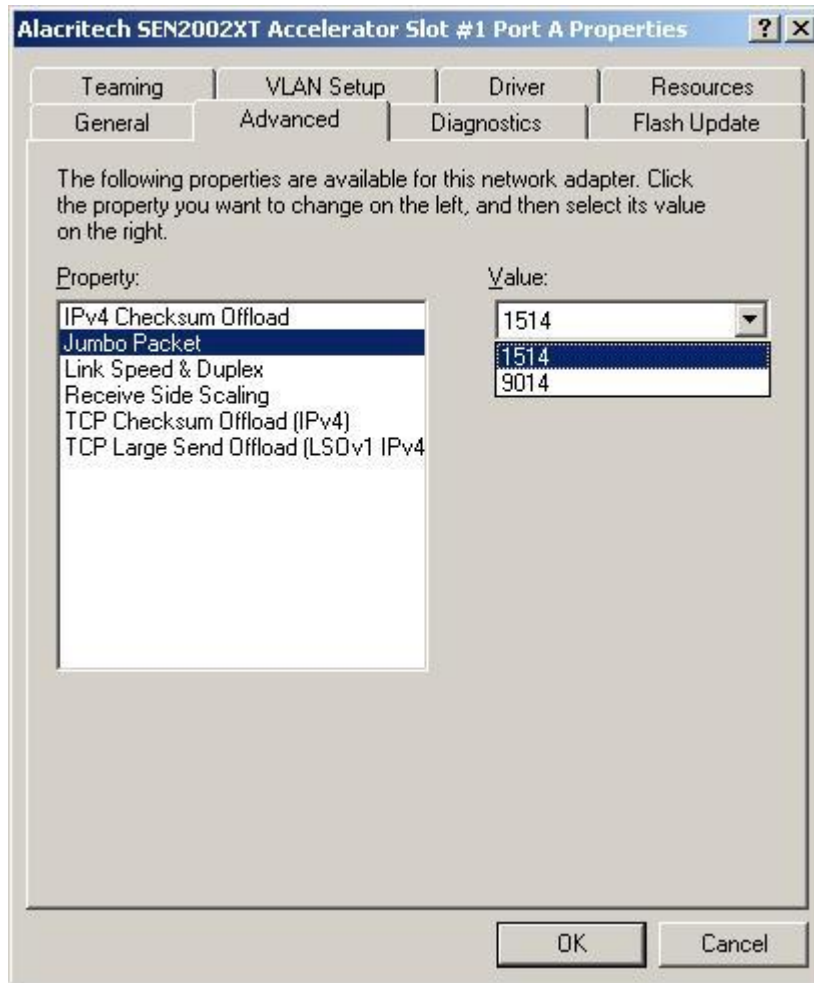 Alacritech SEN2002XT Accelerator Slot #1 Port A Properties
Teaming
VLAN Setup
Driver
Resources
General
Advanced
Diagnostics
Flash Update
The following properties are available for this network adapter. Click
the property you want to change on the left, and then select its value
on the right.
Property:
IPv4 Checksum Offload
Jumbo Packet
Link Speed & Duplex
Receive Side Scaling
TCP Checksum Offload (IPv4)
TCP Large Send Offload (LSOv1 IPv4
Value:
1514
1514
9014
OK
Cancel